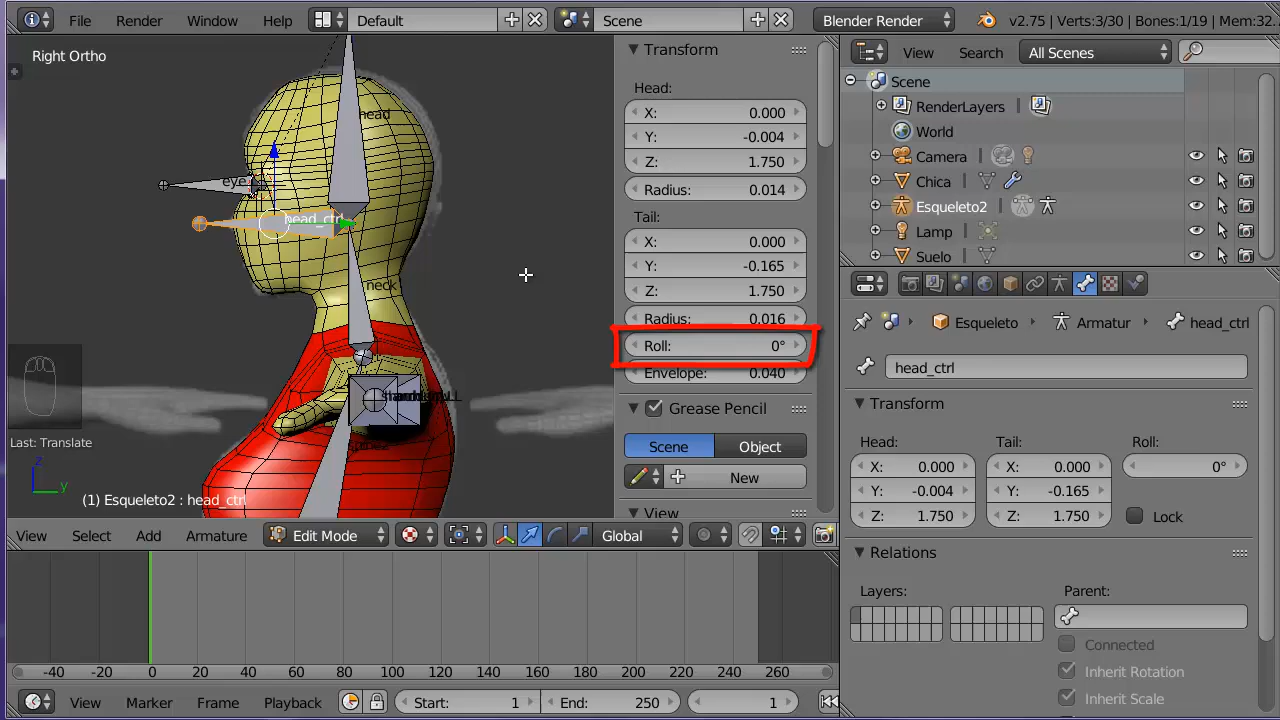 File Render Window Help Default Scene Blender Render v2.75 | Verts:3/30 | Bones:1/19 | Mem:32.
Right Ortho
head
eye
head_ctrl
neck
Last: Translate
z
y
(1) Esqueleto2 : head_ctrl
Transform
Head:
X: 0.000
Y: -0.004
Z: 1.750
Radius: 0.014
Tail:
X: 0.000
Y: -0.165
Z: 1.750
Radius: 0.016
Roll: 0°
Envelope: 0.040
Grease Pencil
Scene Object
New
View
View Select Add Armature Edit Mode Global
-40 -20 0 20 40 60 80 100 120 140 160 180 200 220 240 260
View Marker Frame Playback Start: 1 End: 250 1
View Search All Scenes
Scene
RenderLayers
World
Camera
Chica
Esqueleto2
Lamp
Suelo
Esqueleto Armatur head_ctrl
head_ctrl
Transform
Head: Tail: Roll:
X: 0.000 X: 0.000 0°
Y: -0.004 Y: -0.165
Z: 1.750 Z: 1.750 Lock
Relations
Layers: Parent:
Connected
Inherit Rotation
Inherit Scale